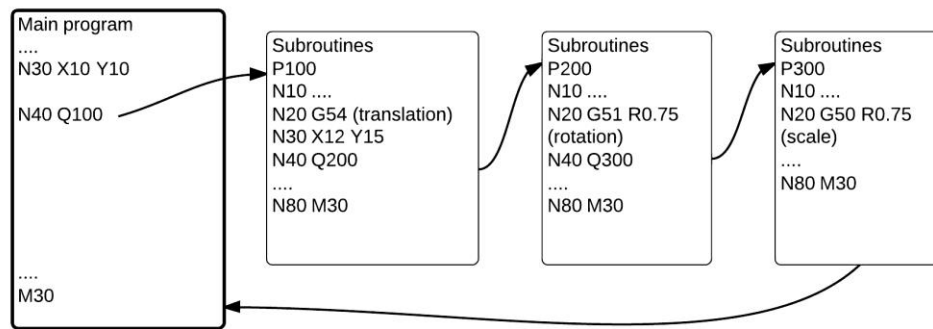 Main program
....
N30 X10 Y10
N40 Q100
....
M30
Subroutines
P100
N10 ....
N20 G54 (translation)
N30 X12 Y15
N40 Q200
....
N80 M30
Subroutines
P200
N10 ....
N20 G51 R0.75
(rotation)
N40 Q300
....
N80 M30
Subroutines
P300
N10 ....
N20 G50 R0.75
(scale)
....
N80 M30